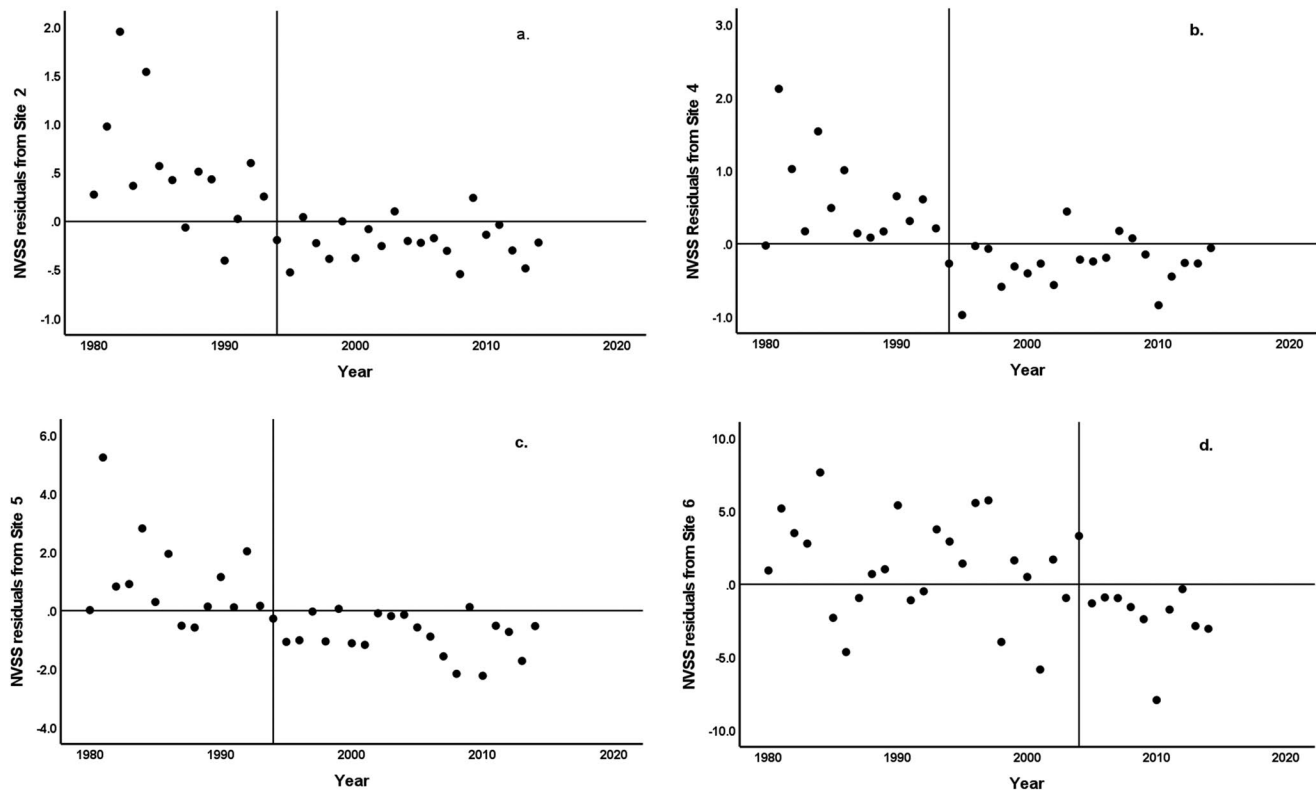 a.
NVSS residuals from Site 2
2.0
1.5
1.0
.5
.0
-.5
-1.0
1980 1990 2000 2010 2020
Year
b.
NVSS Residuals from Site 4
3.0
2.0
1.0
.0
-1.0
1980 1990 2000 2010 2020
Year
c.
NVSS residuals from Site 5
6.0
4.0
2.0
.0
-2.0
-4.0
1980 1990 2000 2010 2020
Year
d.
NVSS residuals from Site 6
10.0
5.0
.0
-5.0
-10.0
1980 1990 2000 2010 2020
Year